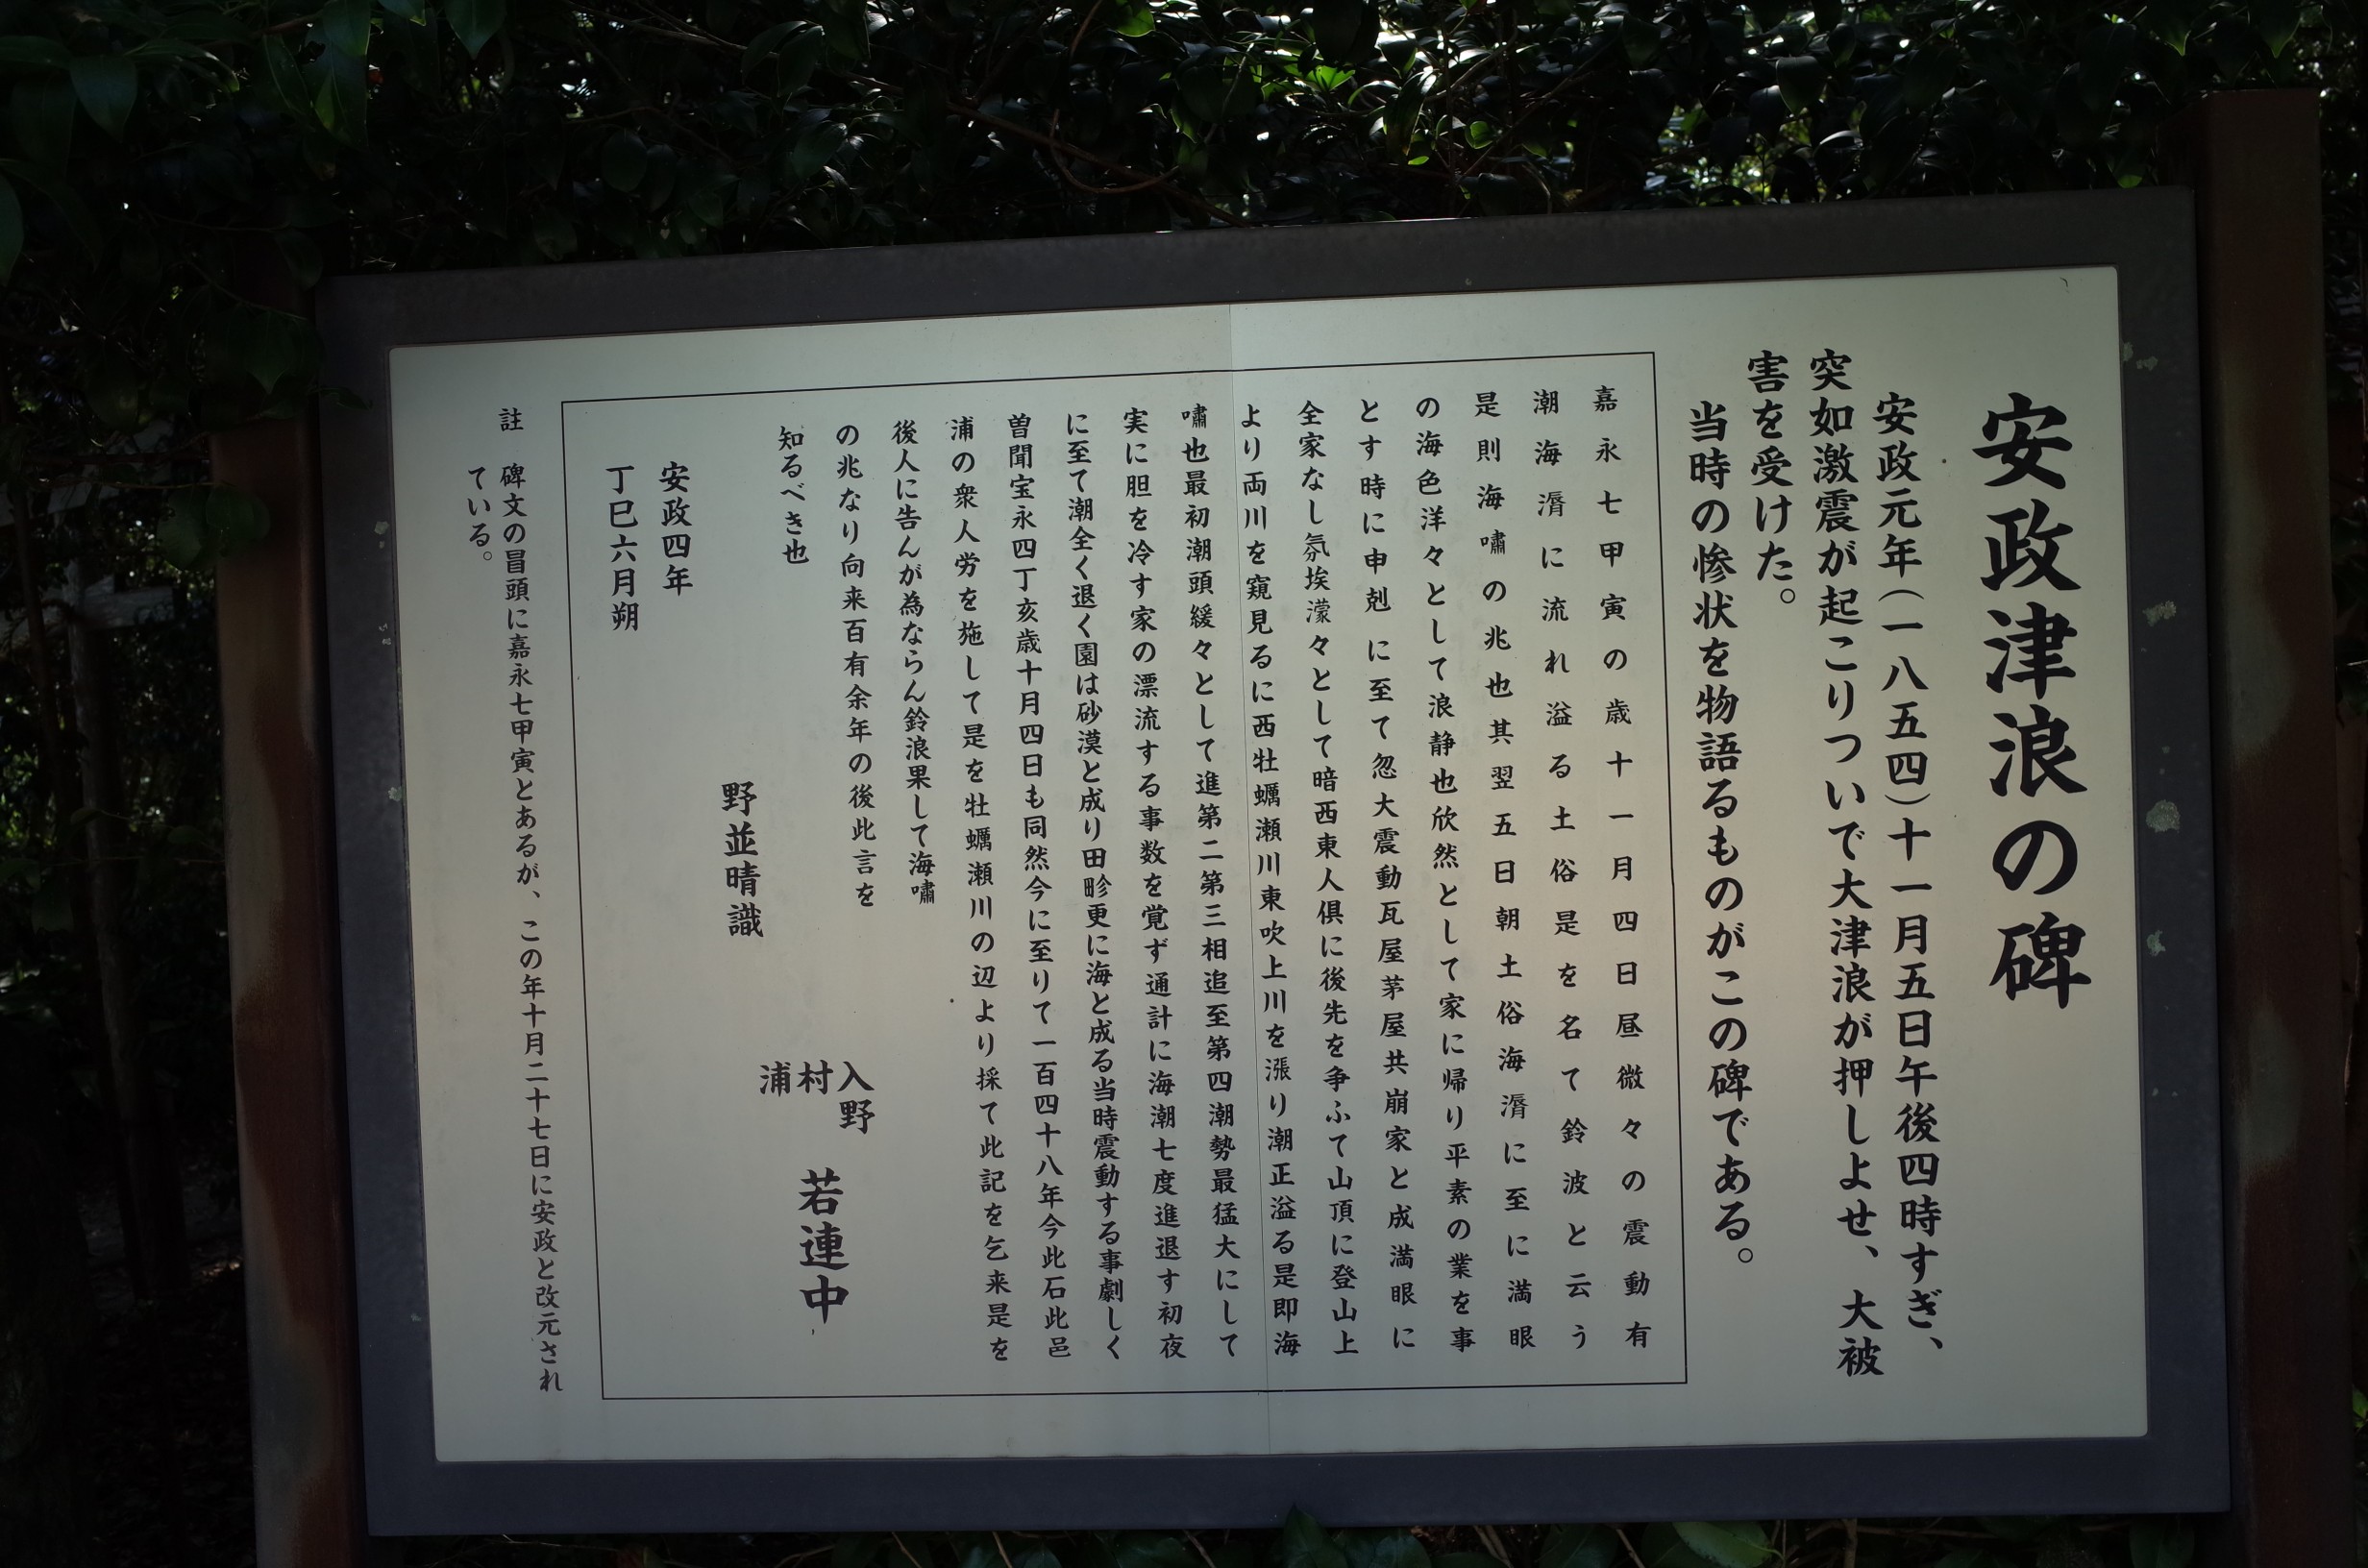 安政津浪の碑
安政元年(一八五四)十一月五日午後四時すぎ、
突如激震が起こりついで大津浪が押しよせ、大被
害を受けた。
当時の惨状を物語るものがこの碑である。
嘉永七甲寅の歳十一月四日昼微々の震動有
潮海漘に流れ溢る土俗是を名て鈴波と云う
是則海嘯の兆也其翌五日朝土俗海漘に至に満眼
の海色洋々として浪静也欣然として家に帰り平素の業を事
とす時に申剋に至て忽大震動瓦屋茅屋共崩家と成満眼に
全家なし氛埃濛々として暗西東人倶に後先を争ふて山頂に登山上
より両川を窺見るに西牡蠣瀬川東吹上川を漲り潮正溢る是即海
嘯也最初潮頭緩々として進第二第三相追至第四潮勢最猛大にして
実に胆を冷す家の漂流する事数を覚ず通計に海潮七度進退す初夜
に至て潮全く退く園は砂漠と成り田畛更に海と成る当時震動する事劇しく
曽聞宝永四丁亥歳十月四日も同然今に至りて一百四十八年今此石此邑
浦の衆人労を施して是を牡蠣瀬川の辺より採て此記を乞来是を
後人に告んが為ならん鈴浪果して海嘯
の兆なり向来百有余年の後此言を
知るべき也
入野
村
浦
若連中
野並晴識
安政四年
丁巳六月朔
註 碑文の冒頭に嘉永七甲寅とあるが、この年十月二十七日に安政と改元され
ている。